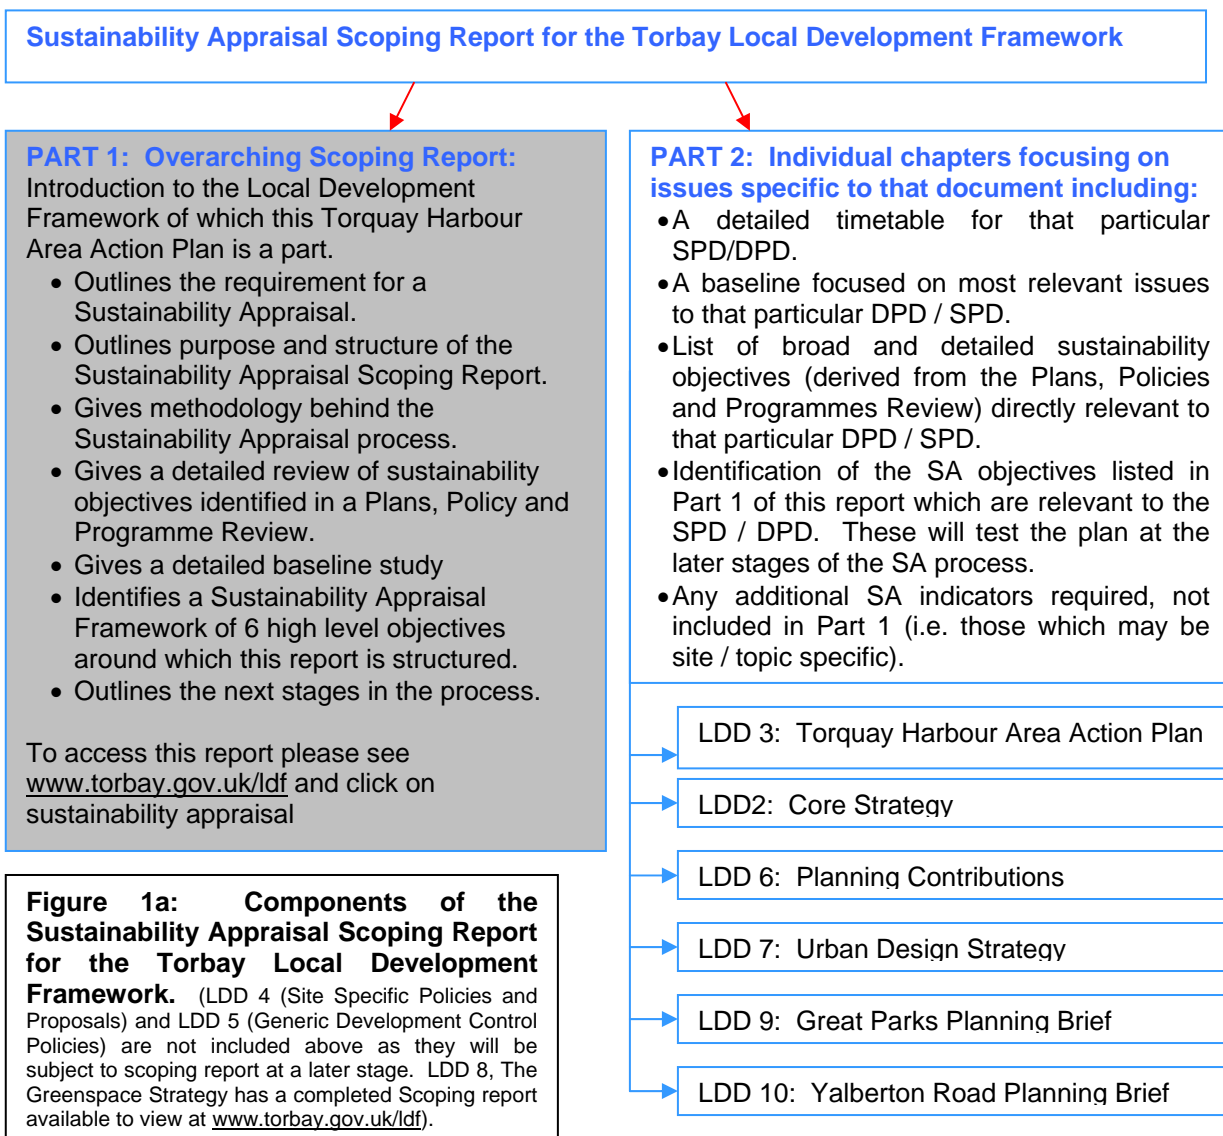 Sustainability Appraisal Scoping Report for the Torbay Local Development Framework
PART 1:  Overarching Scoping Report:
Introduction to the Local Development
Framework of which this Torquay Harbour
Area Action Plan is a part.
• Outlines the requirement for a
Sustainability Appraisal.
• Outlines purpose and structure of the
Sustainability Appraisal Scoping Report.
• Gives methodology behind the
Sustainability Appraisal process.
• Gives a detailed review of sustainability
objectives identified in a Plans, Policy and
Programme Review.
• Gives a detailed baseline study
• Identifies a Sustainability Appraisal
Framework of 6 high level objectives
around which this report is structured.
• Outlines the next stages in the process.
To access this report please see
www.torbay.gov.uk/ldf and click on
sustainability appraisal
Figure 1a: Components of the
Sustainability Appraisal Scoping Report
for the Torbay Local Development
Framework. (LDD 4 (Site Specific Policies and
Proposals) and LDD 5 (Generic Development Control
Policies) are not included above as they will be
subject to scoping report at a later stage. LDD 8, The
Greenspace Strategy has a completed Scoping report
available to view at www.torbay.gov.uk/ldf).
PART 2:  Individual chapters focusing on
issues specific to that document including:
• A detailed timetable for that particular
SPD/DPD.
• A baseline focused on most relevant issues
to that particular DPD / SPD.
• List of broad and detailed sustainability
objectives (derived from the Plans, Policies
and Programmes Review) directly relevant to
that particular DPD / SPD.
• Identification of the SA objectives listed in
Part 1 of this report which are relevant to the
SPD / DPD. These will test the plan at the
later stages of the SA process.
• Any additional SA indicators required, not
included in Part 1 (i.e. those which may be
site / topic specific).
LDD 3:  Torquay Harbour Area Action Plan
LDD2:  Core Strategy
LDD 6:  Planning Contributions
LDD 7:  Urban Design Strategy
LDD 9:  Great Parks Planning Brief
LDD 10:  Yalberton Road Planning Brief